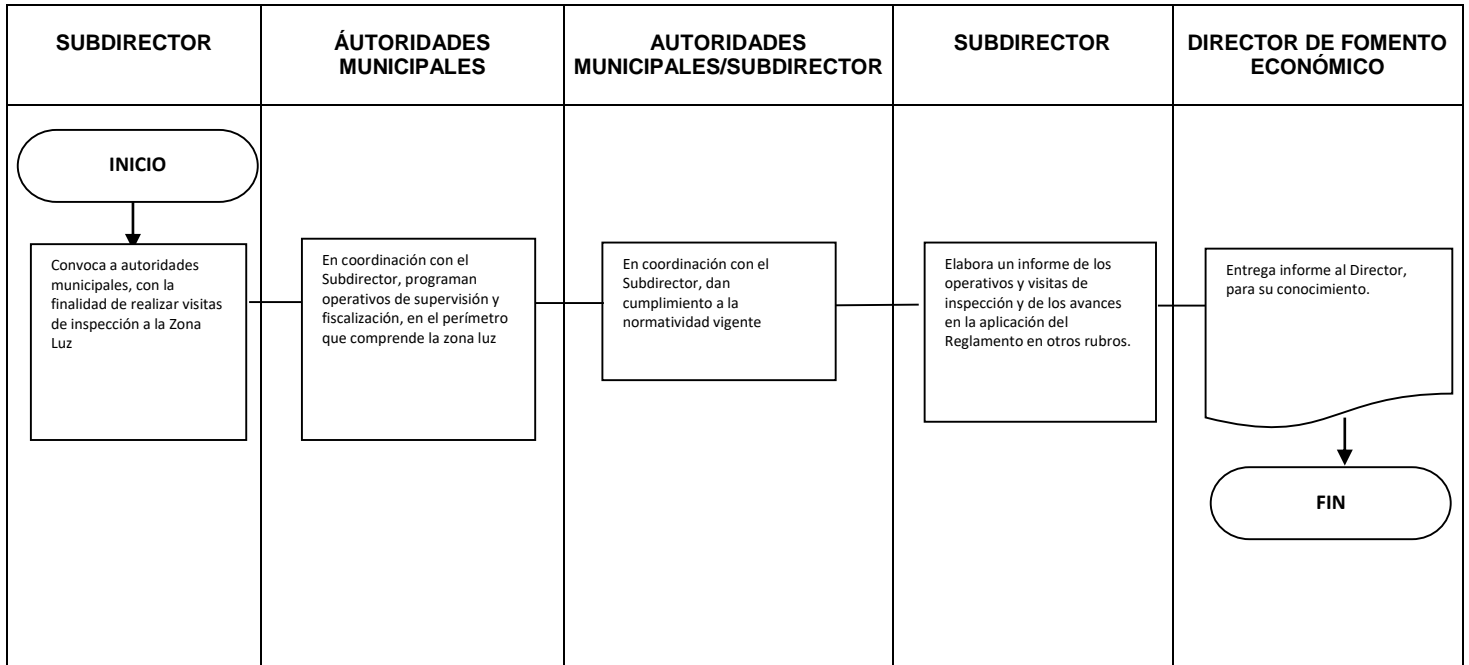 SUBDIRECTOR
ÁUTORIDADES
MUNICIPALES
AUTORIDADES
MUNICIPALES/SUBDIRECTOR
SUBDIRECTOR
DIRECTOR DE FOMENTO
ECONÓMICO
INICIO
Convoca a autoridades
municipales, con la
finalidad de realizar visitas
de inspección a la Zona
Luz
En coordinación con el
Subdirector, programan
operativos de supervisión y
fiscalización, en el perímetro
que comprende la zona luz
En coordinación con el
Subdirector, dan
cumplimiento a la
normatividad vigente
Elabora un informe de los
operativos y visitas de
inspección y de los avances
en la aplicación del
Reglamento en otros rubros.
Entrega informe al Director,
para su conocimiento.
FIN